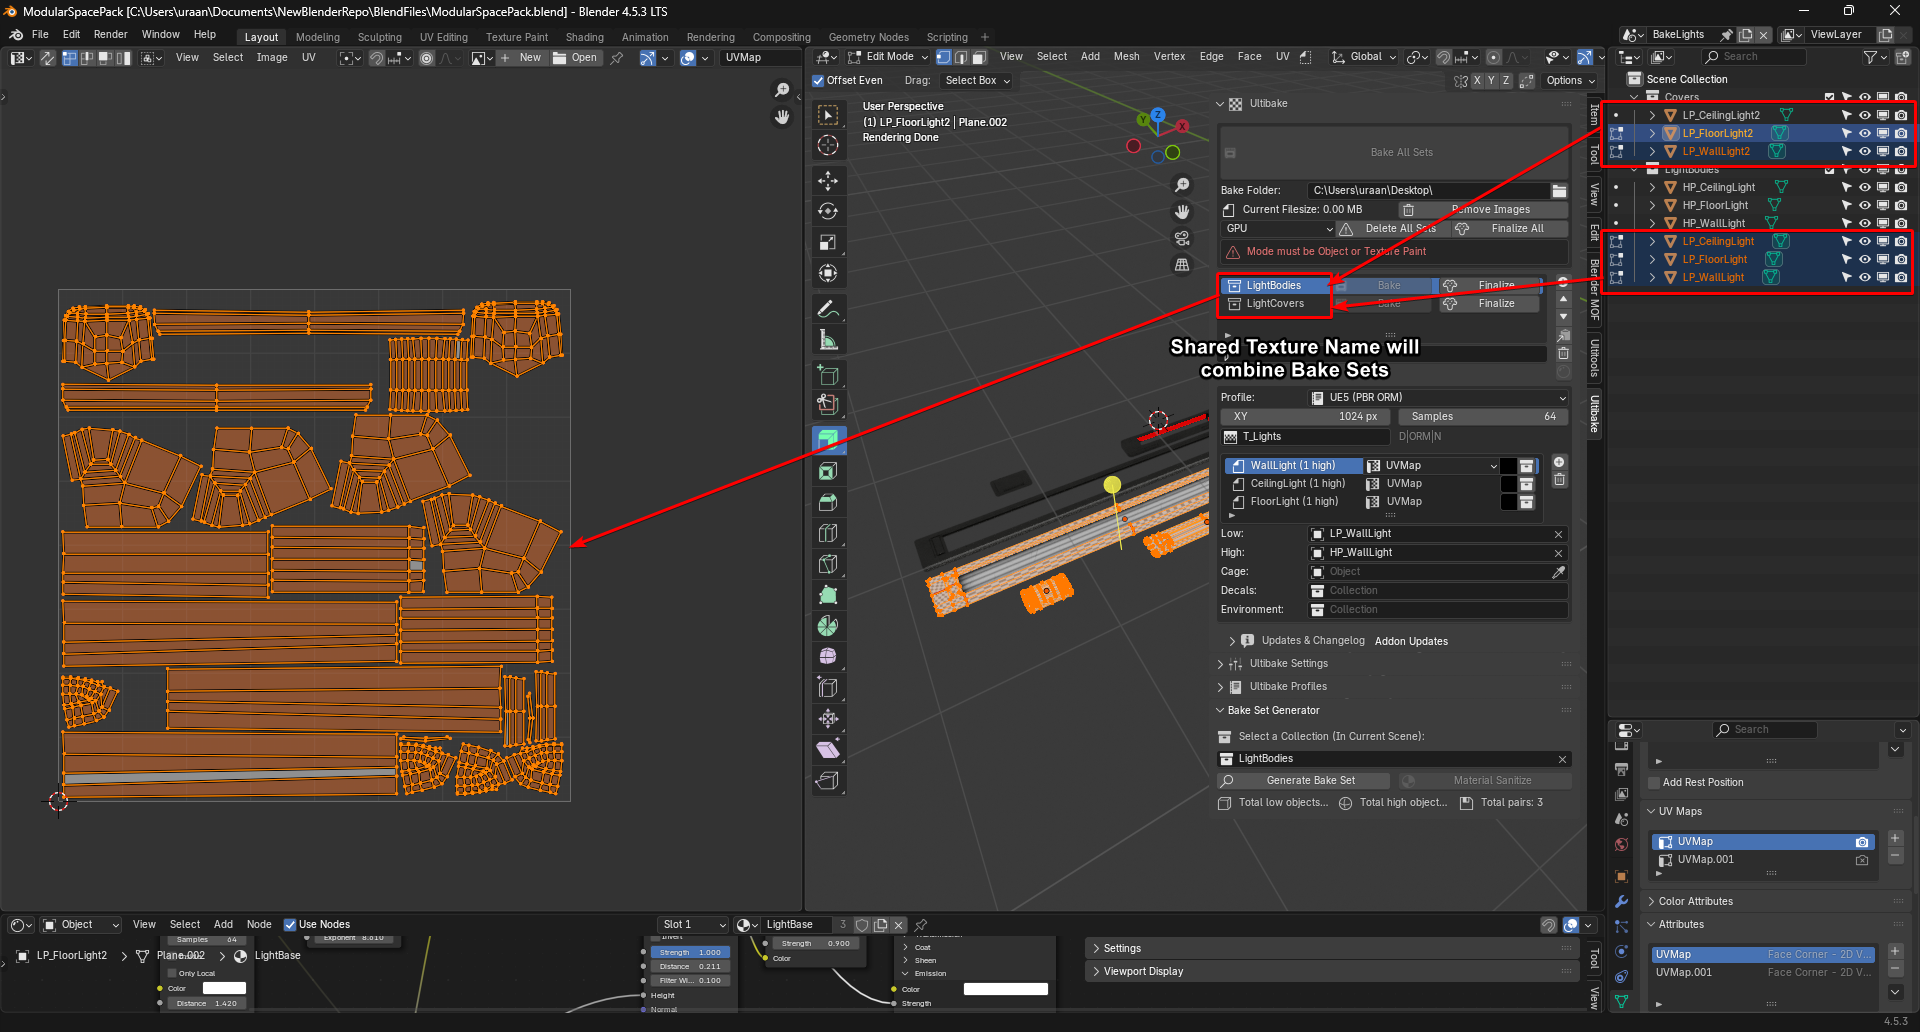 ModularSpacePack [C:\Users\uraan\Documents\NewBlenderRepo\BlendFiles\ModularSpacePack.blend] - Blender 4.5.3 LTS
File Edit Render Window Help Layout Modeling Sculpting UV Editing Texture Paint Shading Animation Rendering Compositing Geometry Nodes Scripting +
BakeLights ViewLayer
View Select Image UV New Open UVMap
Edit Mode View Select Add Mesh Vertex Edge Face UV Global
Search
Offset Even Drag: Select Box X Y Z Options
User Perspective
(1) LP_FloorLight2 | Plane.002
Rendering Done
Z
Y
X
Item
Tool
View
Edit
Blender MOF
Ultitools
Ultibake
Ultibake
Bake All Sets
Bake Folder: C:\Users\uraan\Desktop\
Current Filesize: 0.00 MB Remove Images
GPU Delete All Sets Finalize All
Mode must be Object or Texture Paint
LightBodies Bake Finalize
LightCovers Bake Finalize
Shared Texture Name will
combine Bake Sets
Profile: UE5 (PBR ORM)
XY 1024 px Samples 64
T_Lights D|ORM|N
WallLight (1 high) UVMap
CeilingLight (1 high) UVMap
FloorLight (1 high) UVMap
Low: LP_WallLight
High: HP_WallLight
Cage: Object
Decals: Collection
Environment: Collection
Updates & Changelog Addon Updates
Ultibake Settings
Ultibake Profiles
Bake Set Generator
Select a Collection (In Current Scene):
LightBodies
Generate Bake Set Material Sanitize
Total low objects... Total high object... Total pairs: 3
Scene Collection
Covers
LP_CeilingLight2
LP_FloorLight2
LP_WallLight2
LightBodies
HP_CeilingLight
HP_FloorLight
HP_WallLight
LP_CeilingLight
LP_FloorLight
LP_WallLight
Search
Add Rest Position
UV Maps
UVMap
UVMap.001
Color Attributes
Attributes
UVMap Face Corner - 2D V...
UVMap.001 Face Corner - 2D V...
Object View Select Add Node Use Nodes Slot 1 LightBase 3
LP_FloorLight2 Plane.002 LightBase
Samples 64
Only Local
Color
Distance 1.420
Exponent 8.610
Invert
Strength 1.000
Distance 0.211
Filter Wi... 0.100
Height
Normal
Strength 0.900
Color
Coat
Sheen
Emission
Color
Strength
Settings
Viewport Display
Tool
View
4.5.3